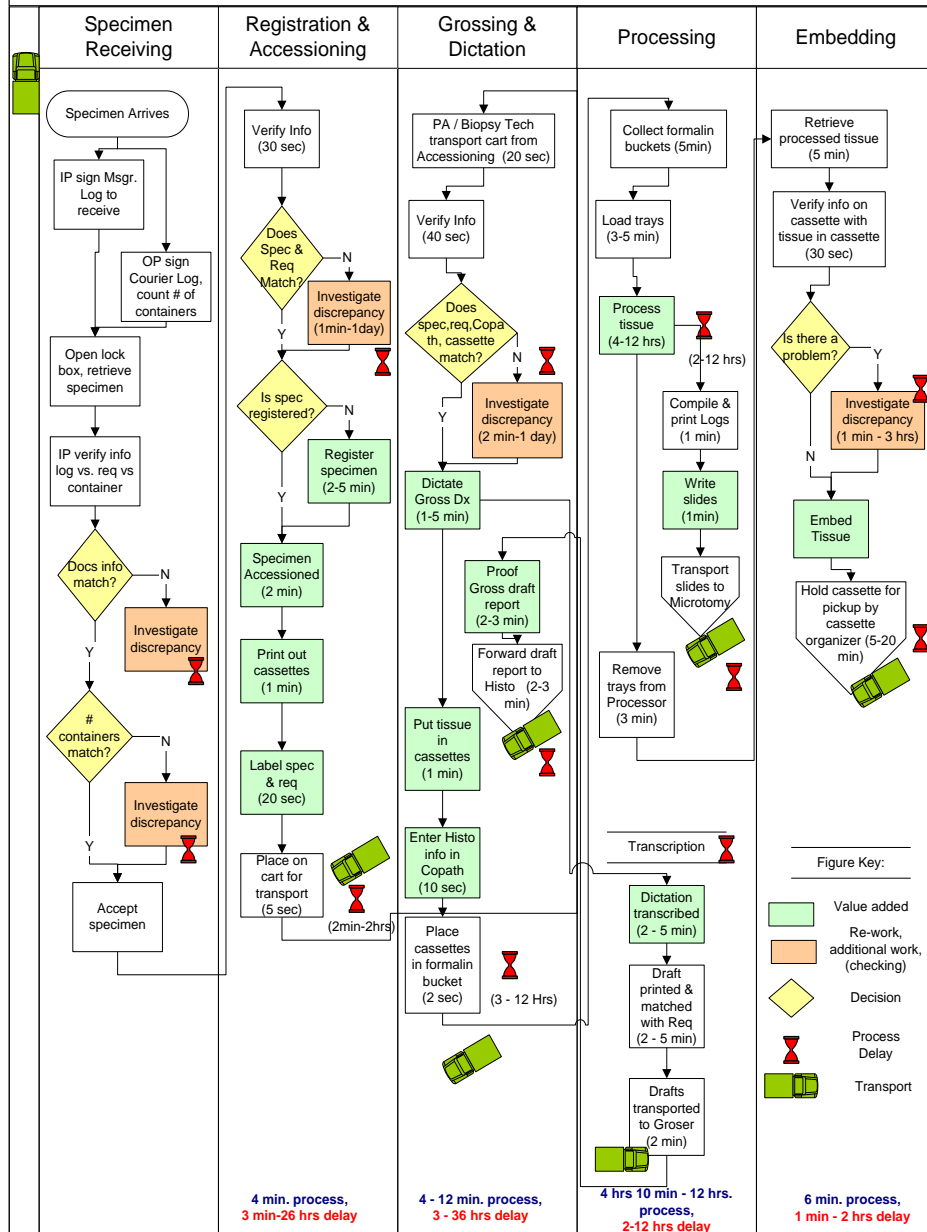 Specimen
Receiving
Registration &
Accessioning
Grossing &
Dictation
Processing
Embedding
Specimen Arrives
IP sign Msgr.
Log to
receive
OP sign
Courier Log,
count # of
containers
Open lock
box, retrieve
specimen
IP verify info
log vs. req vs
container
Docs info
match?
N
Investigate
discrepancy
Y
#
containers
match?
N
Investigate
discrepancy
Y
Accept
specimen
Verify Info
(30 sec)
Does
Spec &
Req
Match?
N
Investigate
discrepancy
(1min-1day)
Y
Is spec
registered?
N
Register
specimen
(2-5 min)
Y
Specimen
Accessioned
(2 min)
Print out
cassettes
(1 min)
Label spec
& req
(20 sec)
Place on
cart for
transport
(5 sec)
(2min-2hrs)
4 min. process,
3 min-26 hrs delay
PA / Biopsy Tech
transport cart from
Accessioning (20 sec)
Verify Info
(40 sec)
Does
spec,req,Copa
th, cassette
match?
N
Investigate
discrepancy
(2 min-1 day)
Y
Dictate
Gross Dx
(1-5 min)
Proof
Gross draft
report
(2-3 min)
Forward draft
report to
Histo (2-3
min)
Put tissue in
cassettes
(1 min)
Enter Histo
info in
Copath
(10 sec)
Place
cassettes
in formalin
bucket
(2 sec)
(3 - 12 Hrs)
4 - 12 min. process,
3 - 36 hrs delay
Collect formalin
buckets (5min)
Load trays
(3-5 min)
Process
tissue
(4-12 hrs)
(2-12 hrs)
Compile &
print Logs
(1 min)
Write
slides
(1min)
Transport
slides to
Microtomy
Remove
trays from
Processor
(3 min)
Transcription
Dictation
transcribed
(2 - 5 min)
Draft
printed &
matched
with Req
(2 - 5 min)
Drafts
transported
to Groser
(2 min)
4 hrs 10 min - 12 hrs.
process,
2-12 hrs delay
Retrieve
processed tissue
(5 min)
Verify info on
cassette with
tissue in cassette
(30 sec)
Is there a
problem?
Y
Investigate
discrepancy
(1 min - 3 hrs)
N
Embed
Tissue
Hold cassette for
pickup by
cassette
organizer (5-20
min)
Figure Key:
Value added
Re-work,
additional work,
(checking)
Decision
Process
Delay
Transport
6 min. process,
1 min - 2 hrs delay